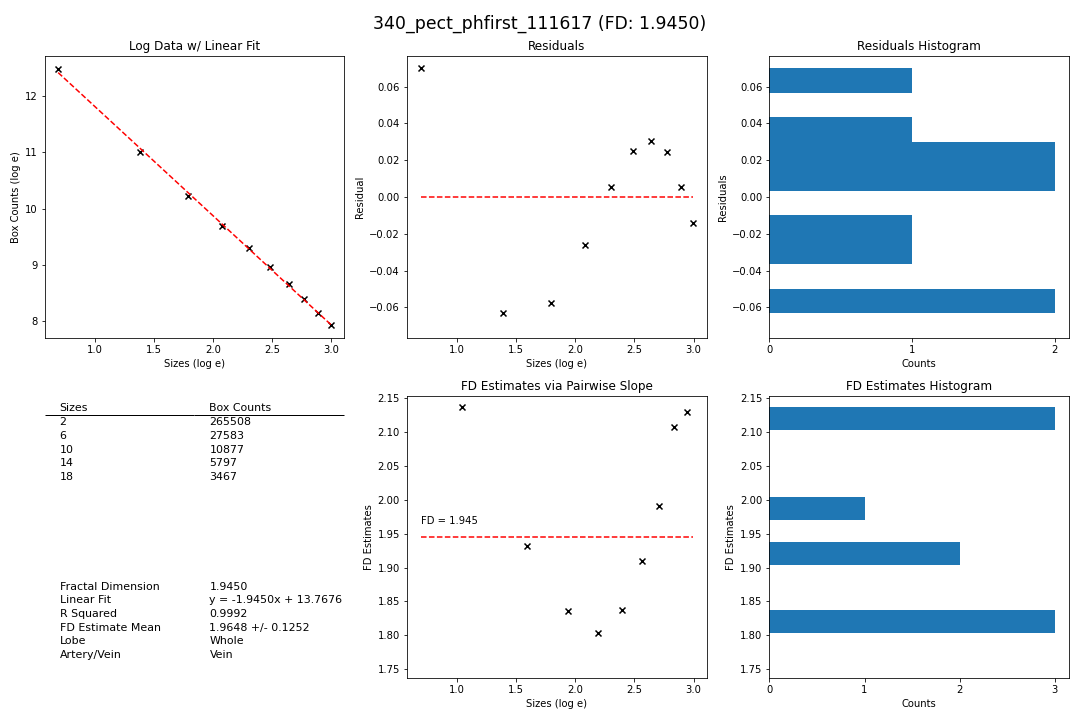 340_pect_phfirst_111617 (FD: 1.9450)
Log Data w/ Linear Fit
Box Counts (log e)
12
11
10
9
8
1.0 1.5 2.0 2.5 3.0
Sizes (log e)
Residuals
Residual
0.06
0.04
0.02
0.00
−0.02
−0.04
−0.06
1.0 1.5 2.0 2.5 3.0
Sizes (log e)
Residuals Histogram
Residuals
0.06
0.04
0.02
0.00
−0.02
−0.04
−0.06
0 1 2
Counts
Sizes Box Counts
2 265508
6 27583
10 10877
14 5797
18 3467
Fractal Dimension 1.9450
Linear Fit y = -1.9450x + 13.7676
R Squared 0.9992
FD Estimate Mean 1.9648 +/- 0.1252
Lobe Whole
Artery/Vein Vein
FD Estimates via Pairwise Slope
FD Estimates
2.15
2.10
2.05
2.00
1.95
1.90
1.85
1.80
1.75
FD = 1.945
1.0 1.5 2.0 2.5 3.0
Sizes (log e)
FD Estimates Histogram
FD Estimates
2.15
2.10
2.05
2.00
1.95
1.90
1.85
1.80
1.75
0 1 2 3
Counts